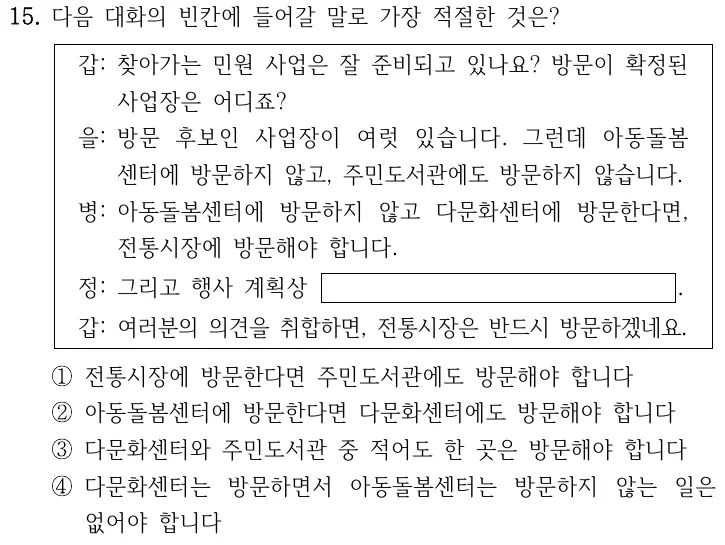 15. 다음 대화의 빈칸에 들어갈 말로 가장 적절한 것은?
갑: 찾아가는 민원 사업은 잘 준비되고 있나요? 방문이 확정된
사업장은 어디죠?
을: 방문 후보인 사업장이 여럿 있습니다. 그런데 아동돌봄
센터에 방문하지 않고, 주민도서관에도 방문하지 않습니다.
병: 아동돌봄센터에 방문하지 않고 다문화센터에 방문한다면,
전통시장에 방문해야 합니다.
정: 그리고 행사 계획상 .
갑: 여러분의 의견을 취합하면, 전통시장은 반드시 방문하겠네요.
① 전통시장에 방문한다면 주민도서관에도 방문해야 합니다
② 아동돌봄센터에 방문한다면 다문화센터에도 방문해야 합니다
③ 다문화센터와 주민도서관 중 적어도 한 곳은 방문해야 합니다
④ 다문화센터는 방문하면서 아동돌봄센터는 방문하지 않는 일은
없어야 합니다